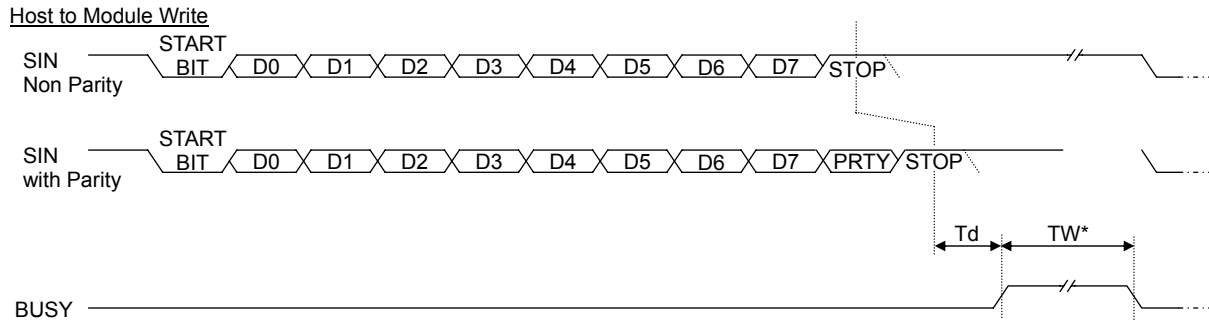 Host to Module Write
SIN
Non Parity
START
BIT D0 D1 D2 D3 D4 D5 D6 D7 STOP
SIN
with Parity
START
BIT D0 D1 D2 D3 D4 D5 D6 D7 PRTY STOP
Td TW*
BUSY